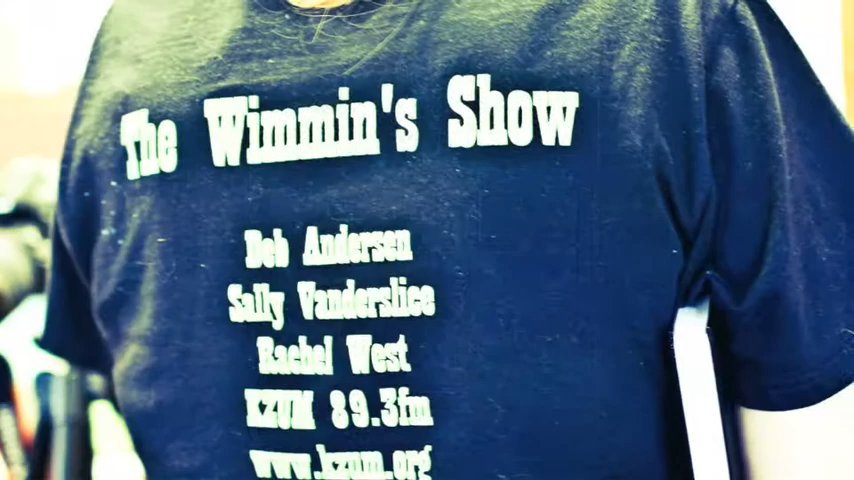 The Wimmin's Show
Deb Andersen
Sally Vanderslice
Rachel West
KZUM 89.3fm
www.kzum.org